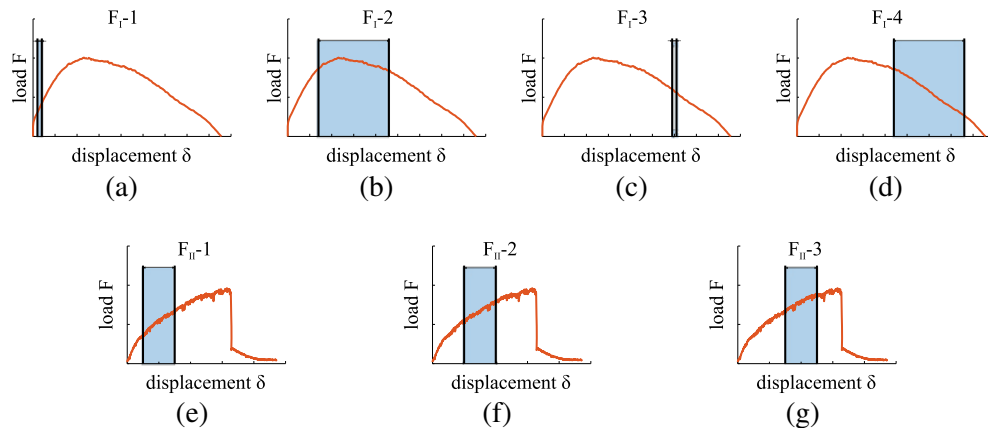 F_I-1
F_I-2
F_I-3
F_I-4
load F
load F
load F
load F
displacement δ
displacement δ
displacement δ
displacement δ
(a)
(b)
(c)
(d)
F_II-1
F_II-2
F_II-3
load F
load F
load F
displacement δ
displacement δ
displacement δ
(e)
(f)
(g)